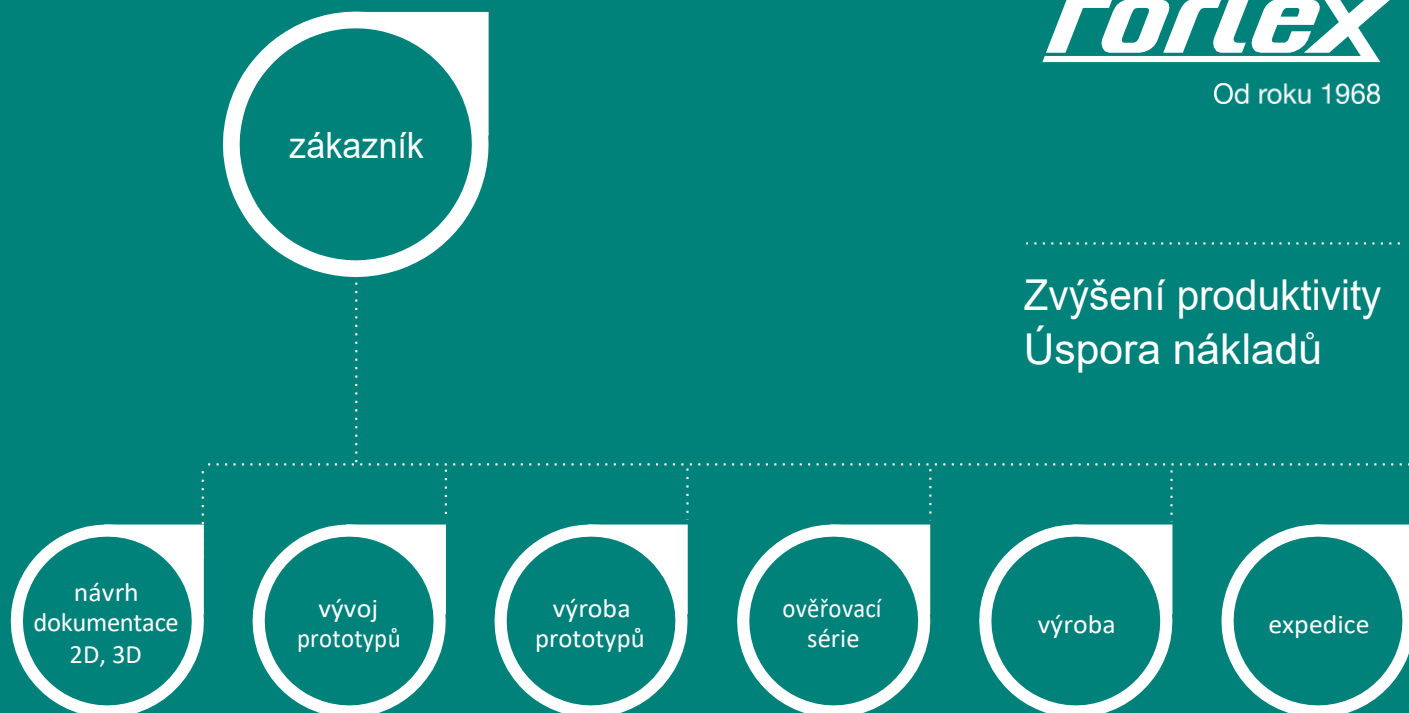 Fortex
Od roku 1968
zákazník
Zvýšení produktivity
Úspora nákladů
návrh
dokumentace
2D, 3D
vývoj
prototypů
výroba
prototypů
ověřovací
série
výroba
expedice